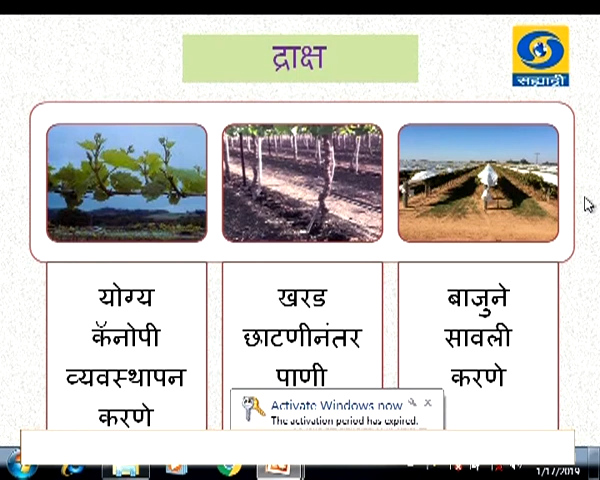 द्राक्ष
सह्याद्री
योग्य
कॅनोपी
व्यवस्थापन
करणे
खरड
छाटणीनंतर
पाणी
बाजुने
सावली
करणे
Activate Windows now
The activation period has expired.
1/17/2019